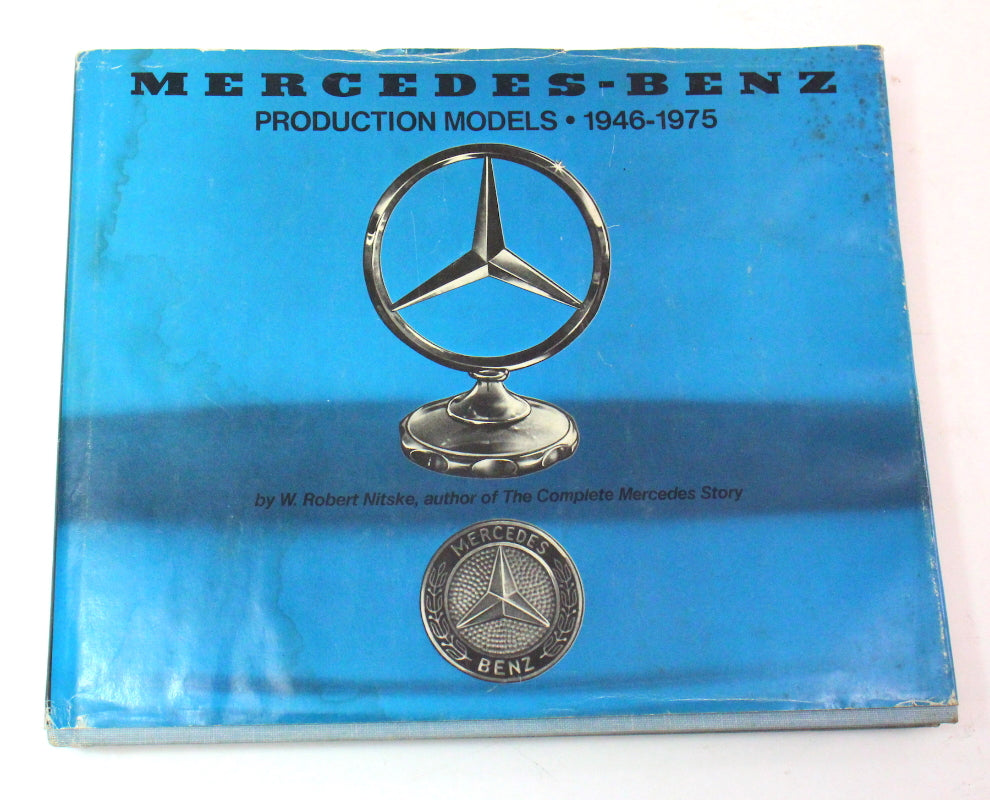 MERCEDES-BENZ
PRODUCTION MODELS • 1946-1975
by W. Robert Nitske, author of The Complete Mercedes Story
MERCEDES
BENZ